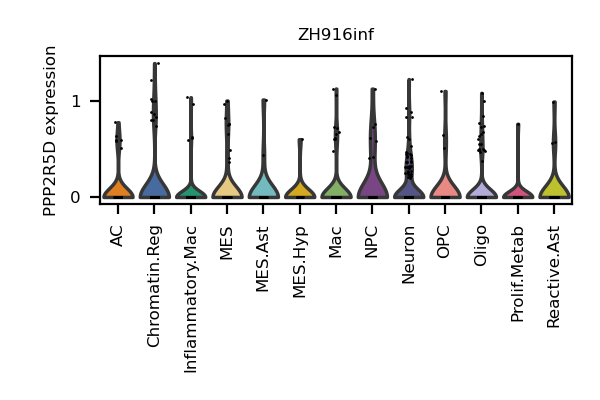 ZH916inf
PPP2R5D expression
1
0
AC
Chromatin.Reg
Inflammatory.Mac
MES
MES.Ast
MES.Hyp
Mac
NPC
Neuron
OPC
Oligo
Prolif.Metab
Reactive.Ast